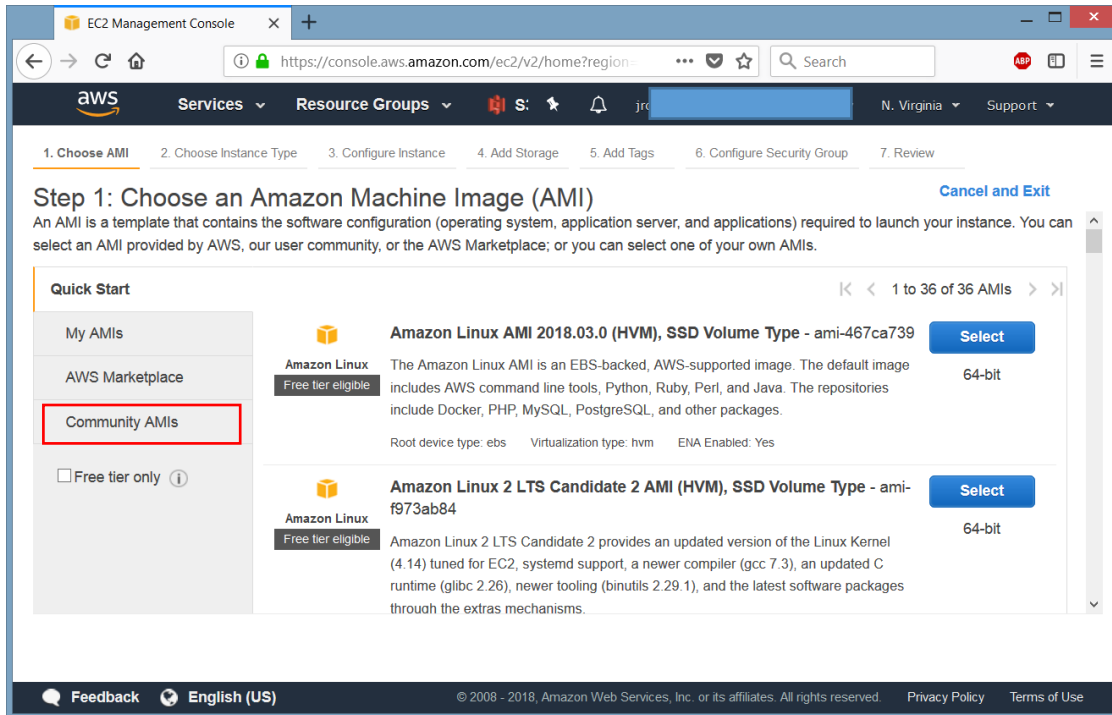 EC2 Management Console
https://console.aws.amazon.com/ec2/v2/home?region=
Search
ABP
aws
Services
Resource Groups
S:
jro
N. Virginia
Support
1. Choose AMI
2. Choose Instance Type
3. Configure Instance
4. Add Storage
5. Add Tags
6. Configure Security Group
7. Review
Step 1: Choose an Amazon Machine Image (AMI)
Cancel and Exit
An AMI is a template that contains the software configuration (operating system, application server, and applications) required to launch your instance. You can
select an AMI provided by AWS, our user community, or the AWS Marketplace; or you can select one of your own AMIs.
Quick Start
1 to 36 of 36 AMIs
My AMIs
AWS Marketplace
Community AMIs
Free tier only
Amazon Linux
Free tier eligible
Amazon Linux AMI 2018.03.0 (HVM), SSD Volume Type - ami-467ca739
Select
64-bit
The Amazon Linux AMI is an EBS-backed, AWS-supported image. The default image
includes AWS command line tools, Python, Ruby, Perl, and Java. The repositories
include Docker, PHP, MySQL, PostgreSQL, and other packages.
Root device type: ebs Virtualization type: hvm ENA Enabled: Yes
Amazon Linux
Free tier eligible
Amazon Linux 2 LTS Candidate 2 AMI (HVM), SSD Volume Type - ami-
f973ab84
Select
64-bit
Amazon Linux 2 LTS Candidate 2 provides an updated version of the Linux Kernel
(4.14) tuned for EC2, systemd support, a newer compiler (gcc 7.3), an updated C
runtime (glibc 2.26), newer tooling (binutils 2.29.1), and the latest software packages
through the extras mechanisms.
Feedback
English (US)
© 2008 - 2018, Amazon Web Services, Inc. or its affiliates. All rights reserved.
Privacy Policy
Terms of Use